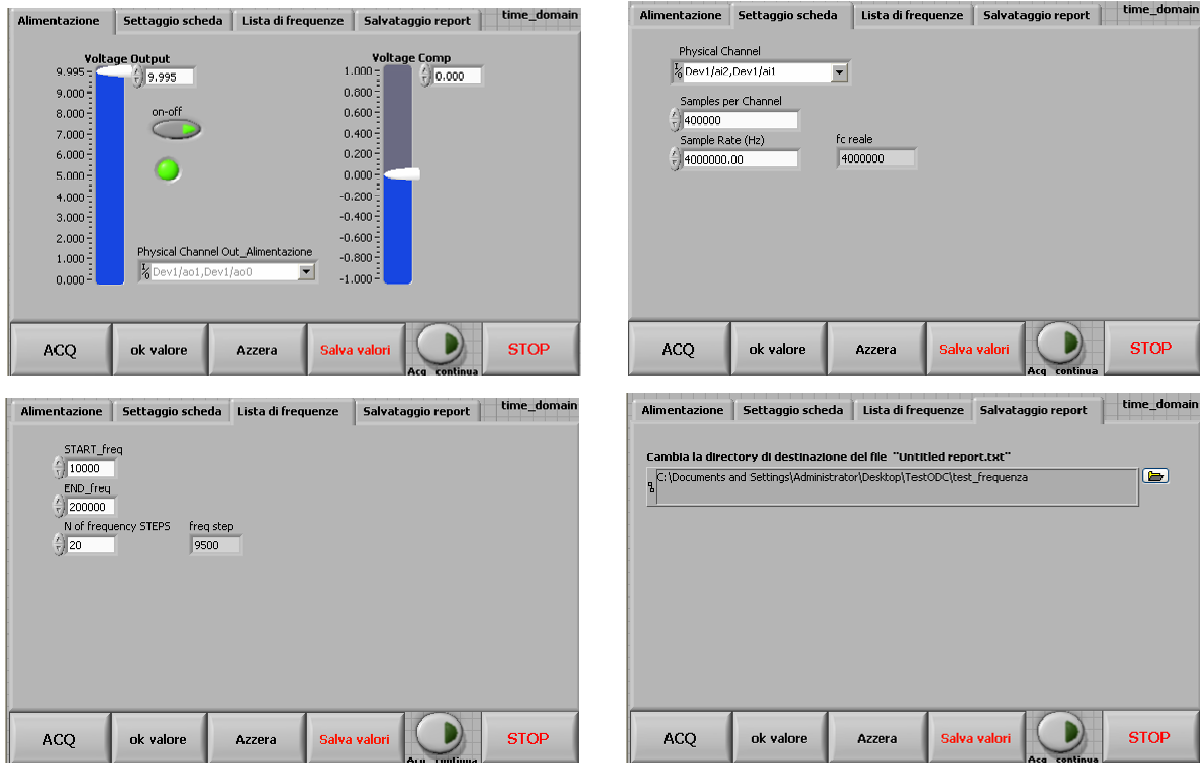 Alimentazione Settaggio scheda Lista di frequenze Salvataggio report time_domain
Voltage Output
9.995
9.995
9.000
8.000
7.000
6.000
5.000
4.000
3.000
2.000
1.000
0.000
on-off
Physical Channel Out_Alimentazione
Dev1/ao1,Dev1/ao0
Voltage Comp
1.000
0.000
0.800
0.600
0.400
0.200
0.000
-0.200
-0.400
-0.600
-0.800
-1.000
ACQ ok valore Azzera Salva valori Acq continua STOP
Alimentazione Settaggio scheda Lista di frequenze Salvataggio report time_domain
Physical Channel
Dev1/ai2,Dev1/ai1
Samples per Channel
400000
Sample Rate (Hz) fc reale
4000000.00 4000000
ACQ ok valore Azzera Salva valori Acq continua STOP
Alimentazione Settaggio scheda Lista di frequenze Salvataggio report time_domain
START_freq
10000
END_freq
200000
N of frequency STEPS freq step
20 9500
ACQ ok valore Azzera Salva valori Acq continua STOP
Alimentazione Settaggio scheda Lista di frequenze Salvataggio report time_domain
Cambia la directory di destinazione del file "Untitled report.txt"
C:\Documents and Settings\Administrator\Desktop\TestODC\test_frequenza
ACQ ok valore Azzera Salva valori Acq continua STOP